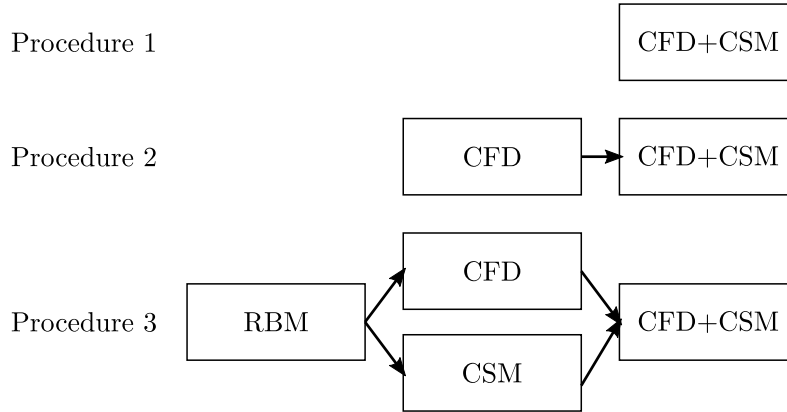 Procedure 1
CFD+CSM
Procedure 2
CFD
CFD+CSM
CFD
Procedure 3
RBM
CFD+CSM
CSM